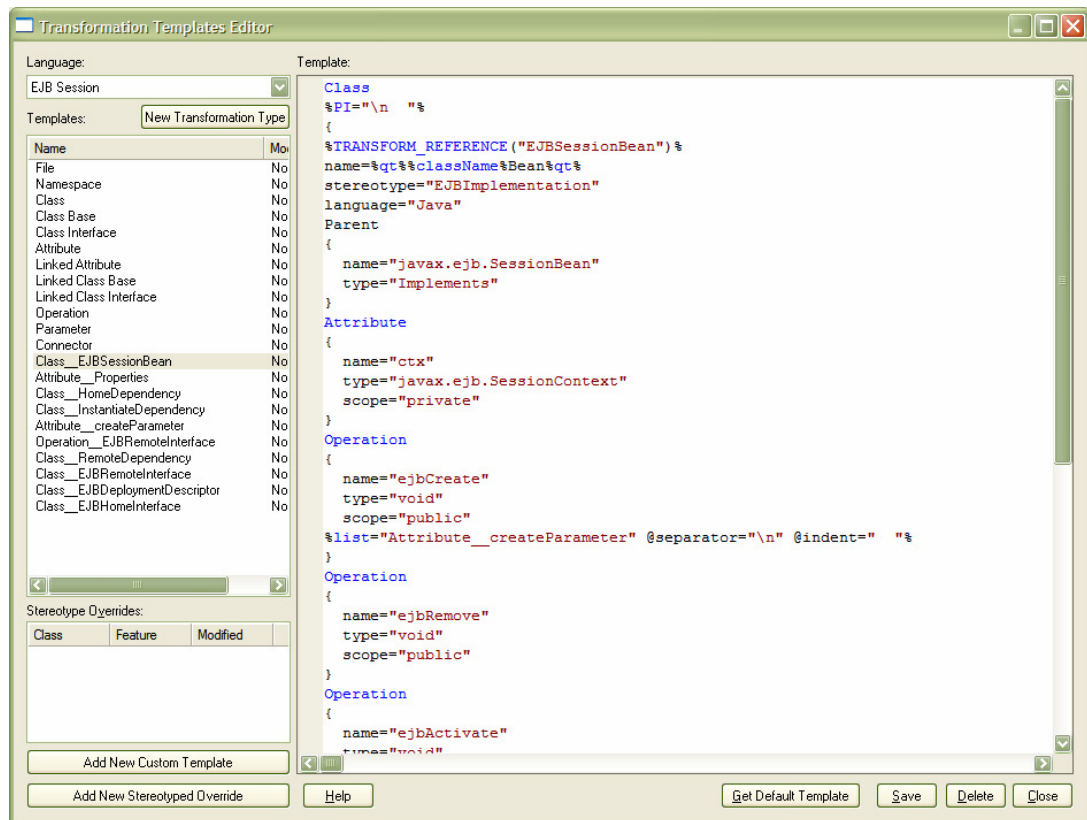 Transformation Templates Editor
Language:
EJB Session
Templates:
New Transformation Type
Name Mo
File No
Namespace No
Class No
Class Base No
Class Interface No
Attribute No
Linked Attribute No
Linked Class Base No
Linked Class Interface No
Operation No
Parameter No
Connector No
Class__EJBSessionBean No
Attribute__Properties No
Class__HomeDependency No
Class__InstantiateDependency No
Attribute__createParameter No
Operation__EJBRemoteInterface No
Class__RemoteDependency No
Class__EJBRemoteInterface No
Class__EJBDeploymentDescriptor No
Class__EJBHomeInterface No
Stereotype Overrides:
Class Feature Modified
Add New Custom Template
Add New Stereotyped Override
Template:
Class
%PI="\n  "%
{
%TRANSFORM_REFERENCE("EJBSessionBean")%
name=%qt%%className%Bean%qt%
stereotype="EJBImplementation"
language="Java"
Parent
{
name="javax.ejb.SessionBean"
type="Implements"
}
Attribute
{
name="ctx"
type="javax.ejb.SessionContext"
scope="private"
}
Operation
{
name="ejbCreate"
type="void"
scope="public"
%list="Attribute__createParameter" @separator="\n" @indent="  "%
}
Operation
{
name="ejbRemove"
type="void"
scope="public"
}
Operation
{
name="ejbActivate"
type="void"
Help
Get Default Template
Save
Delete
Close